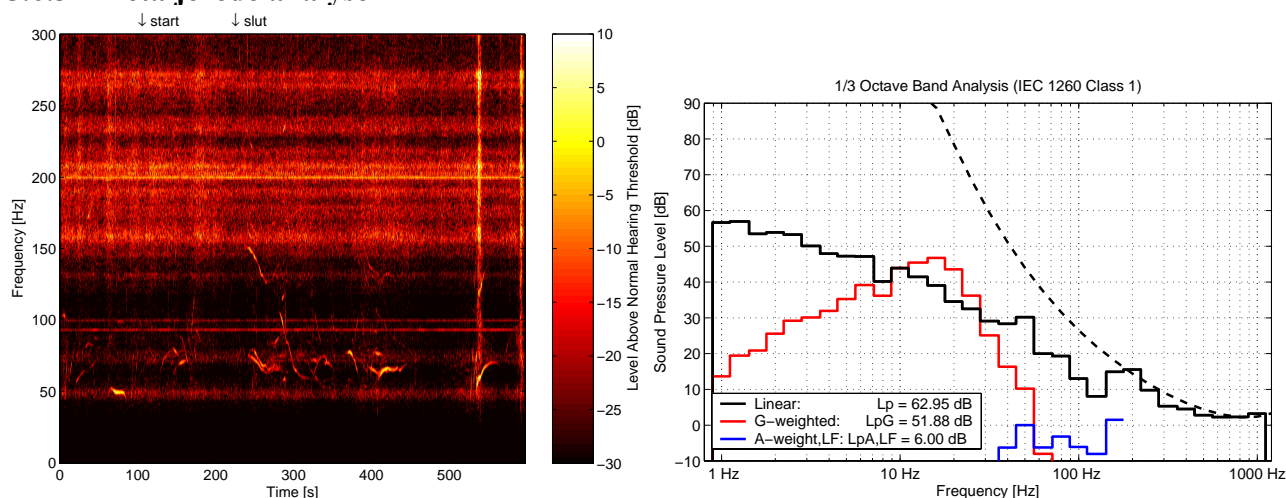 ↓ start ↓ slut
300
250
200
150
100
50
0
Frequency [Hz]
0 100 200 300 400 500
Time [s]
10
5
0
−5
−10
−15
−20
−25
−30
Level Above Normal Hearing Threshold [dB]
1/3 Octave Band Analysis (IEC 1260 Class 1)
90
80
70
60
50
40
30
20
10
0
−10
Sound Pressure Level [dB]
Linear: Lp = 62.95 dB
G−weighted: LpG = 51.88 dB
A−weight,LF: LpA,LF = 6.00 dB
1 Hz 10 Hz 100 Hz 1000 Hz
Frequency [Hz]